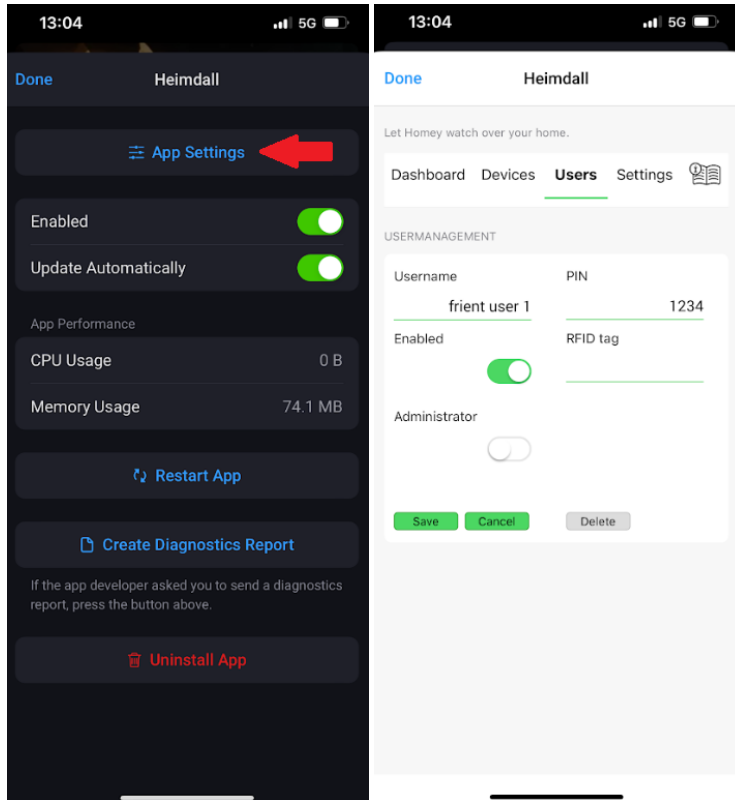 13:04
5G
Done
Heimdall
App Settings
Enabled
Update Automatically
App Performance
CPU Usage
0 B
Memory Usage
74.1 MB
Restart App
Create Diagnostics Report
If the app developer asked you to send a diagnostics
report, press the button above.
Uninstall App
13:04
5G
Done
Heimdall
Let Homey watch over your home.
Dashboard Devices Users Settings
USERMANAGEMENT
Username
PIN
frient user 1
1234
Enabled
RFID tag
Administrator
Save Cancel Delete